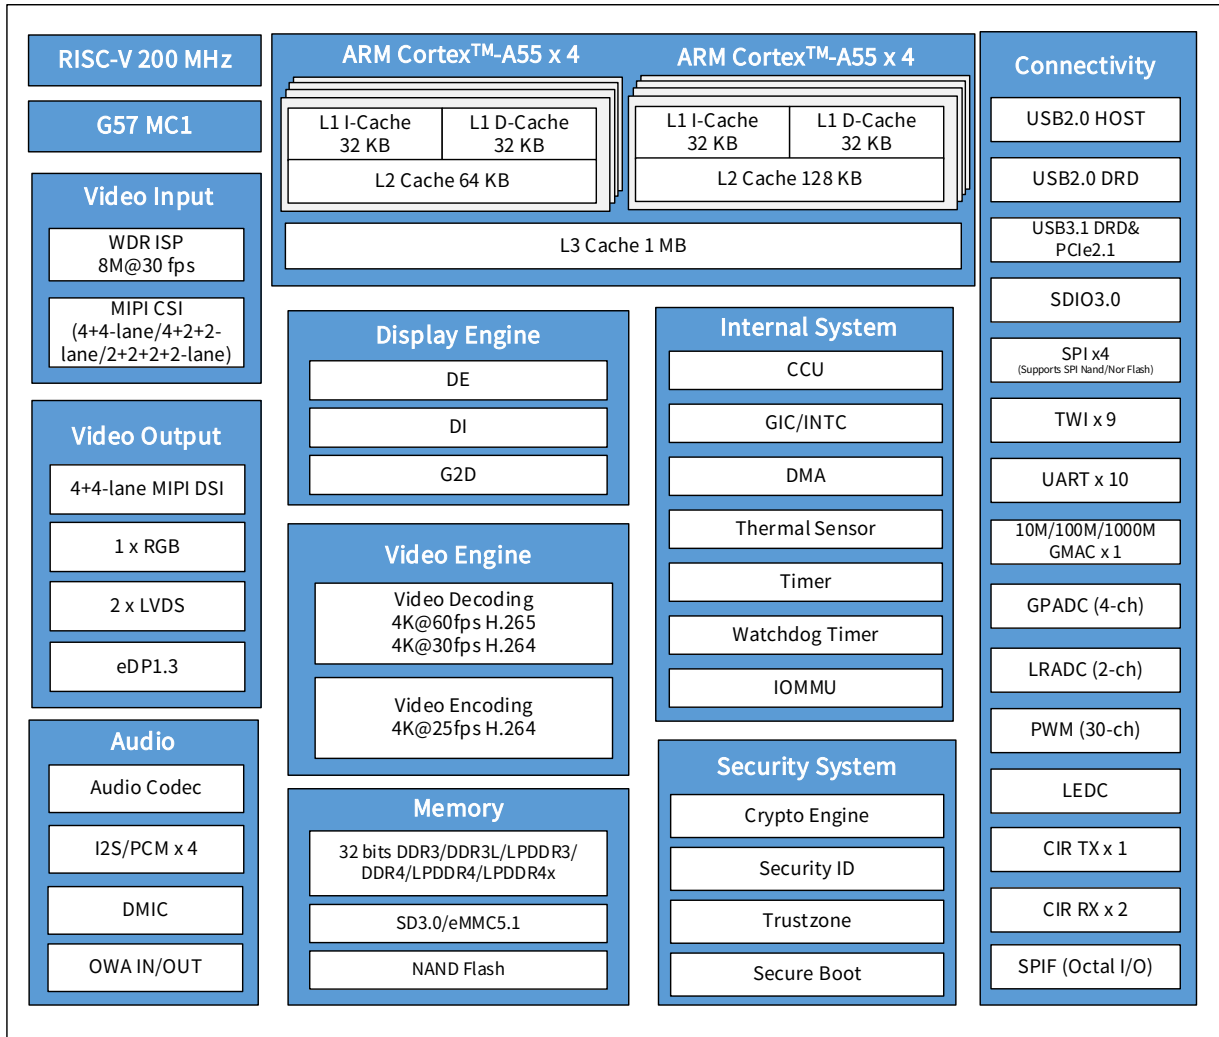 RISC-V 200 MHz
G57 MC1
Video Input
WDR ISP
8M@30 fps
MIPI CSI
(4+4-lane/4+2+2-
lane/2+2+2+2-lane)
Video Output
4+4-lane MIPI DSI
1 x RGB
2 x LVDS
eDP1.3
Audio
Audio Codec
I2S/PCM x 4
DMIC
OWA IN/OUT
ARM Cortex™-A55 x 4
L1 I-Cache
32 KB
L1 D-Cache
32 KB
L2 Cache 64 KB
ARM Cortex™-A55 x 4
L1 I-Cache
32 KB
L1 D-Cache
32 KB
L2 Cache 128 KB
L3 Cache 1 MB
Display Engine
DE
DI
G2D
Video Engine
Video Decoding
4K@60fps H.265
4K@30fps H.264
Video Encoding
4K@25fps H.264
Memory
32 bits DDR3/DDR3L/LPDDR3/
DDR4/LPDDR4/LPDDR4x
SD3.0/eMMC5.1
NAND Flash
Internal System
CCU
GIC/INTC
DMA
Thermal Sensor
Timer
Watchdog Timer
IOMMU
Security System
Crypto Engine
Security ID
Trustzone
Secure Boot
Connectivity
USB2.0 HOST
USB2.0 DRD
USB3.1 DRD&
PCIe2.1
SDIO3.0
SPI x4
(Supports SPI Nand/Nor Flash)
TWI x 9
UART x 10
10M/100M/1000M
GMAC x 1
GPADC (4-ch)
LRADC (2-ch)
PWM (30-ch)
LEDC
CIR TX x 1
CIR RX x 2
SPIF (Octal I/O)